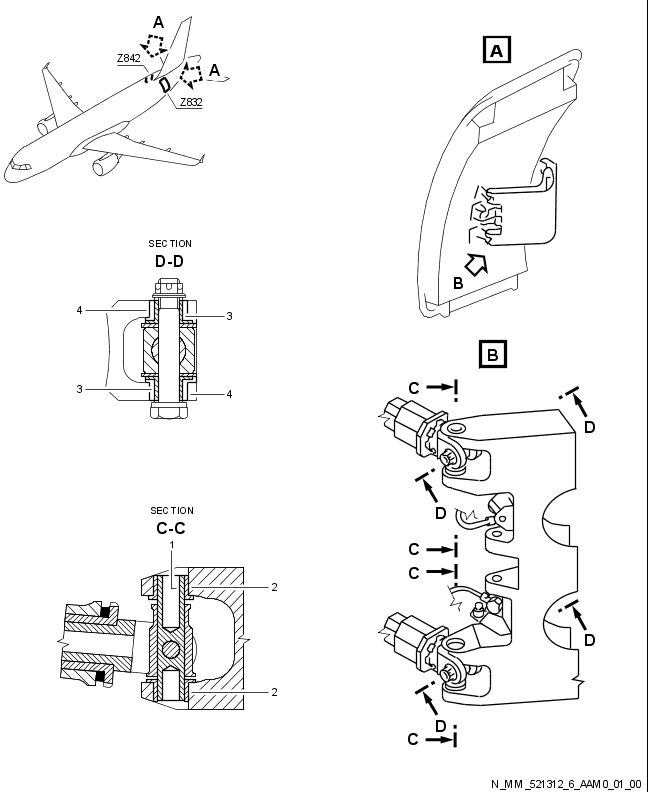 A
Z842
A
Z832
A
B
SECTION
D-D
4
3
3
4
B
C
D
D
C
C
D
D
C
SECTION
C-C
1
2
2
N_MM_521312_6_AAM0_01_00